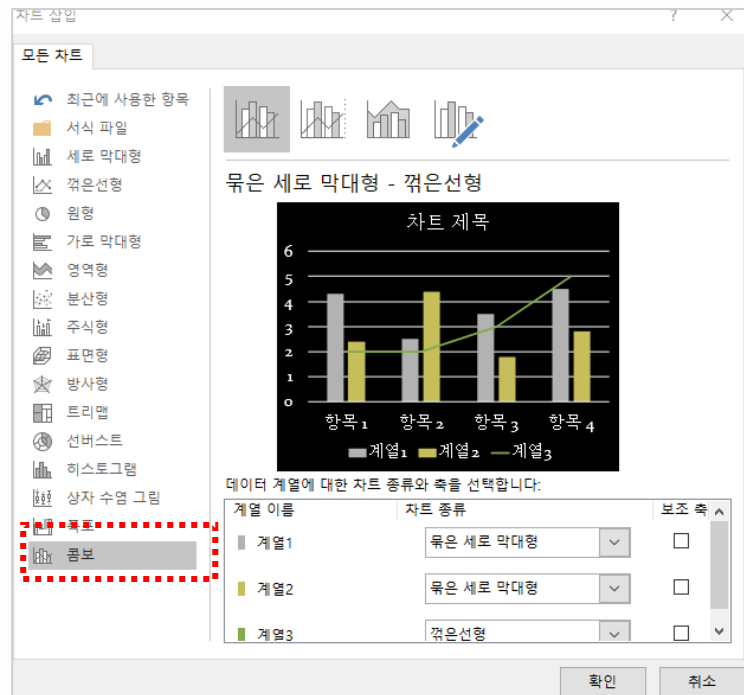 차트 삽입
? ×
모든 차트
최근에 사용한 항목
서식 파일
세로 막대형
꺾은선형
원형
가로 막대형
영역형
분산형
주식형
표면형
방사형
트리맵
선버스트
히스토그램
상자 수염 그림
콤보
묶은 세로 막대형 - 꺾은선형
차트 제목
6
5
4
3
2
1
0
항목 1 항목 2 항목 3 항목 4
계열1 계열2 계열3
데이터 계열에 대한 차트 종류와 축을 선택합니다:
계열 이름 차트 종류 보조 축
계열1 묶은 세로 막대형
계열2 묶은 세로 막대형
계열3 꺾은선형
확인 취소